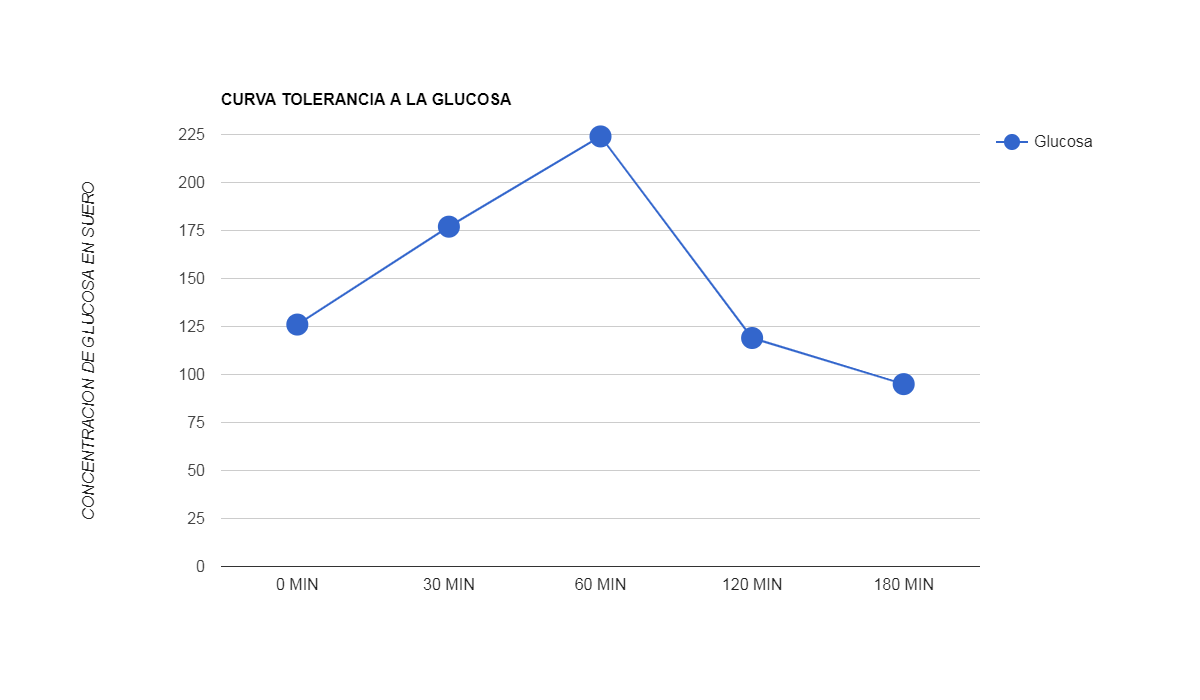 CURVA TOLERANCIA A LA GLUCOSA
Glucosa
CONCENTRACION DE GLUCOSA EN SUERO
225
200
175
150
125
100
75
50
25
0
0 MIN
30 MIN
60 MIN
120 MIN
180 MIN